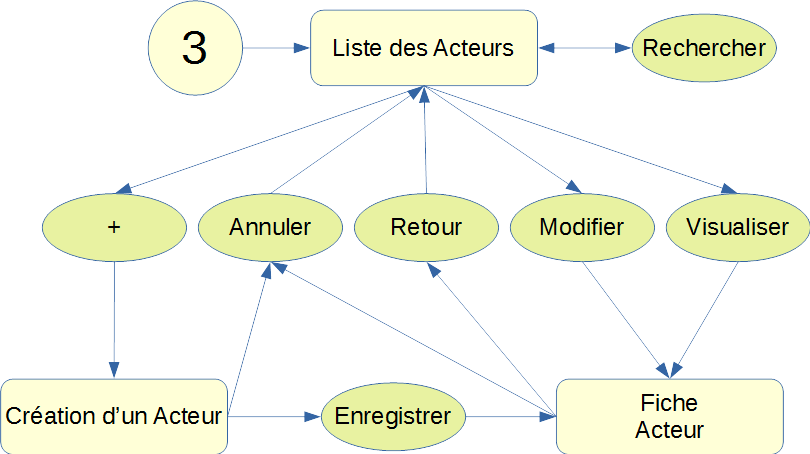 3
Liste des Acteurs
Rechercher
+
Annuler
Retour
Modifier
Visualiser
Création d’un Acteur
Enregistrer
Fiche
Acteur